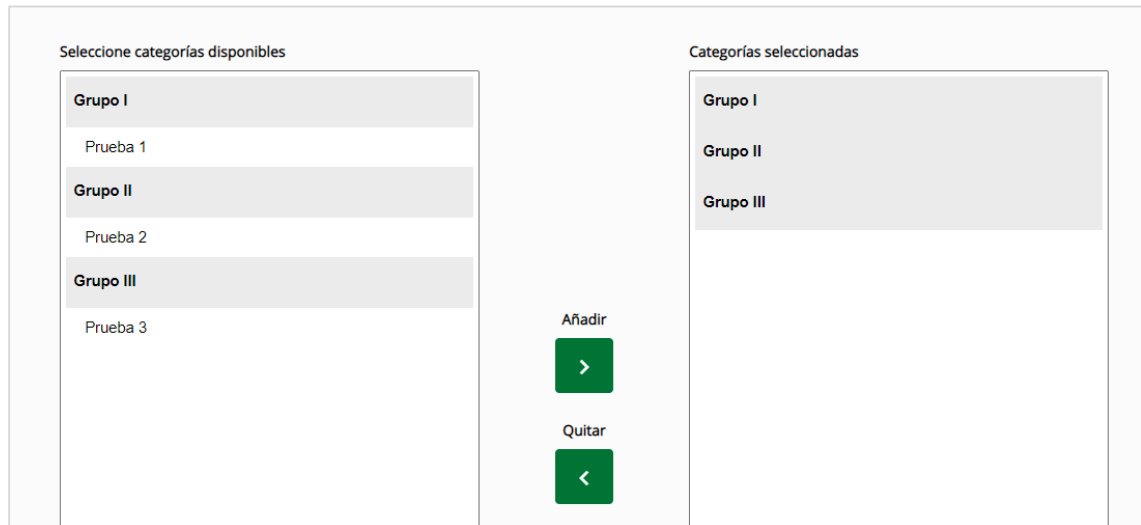 Seleccione categorías disponibles
Grupo I
Prueba 1
Grupo II
Prueba 2
Grupo III
Prueba 3
Añadir
Quitar
Categorías seleccionadas
Grupo I
Grupo II
Grupo III